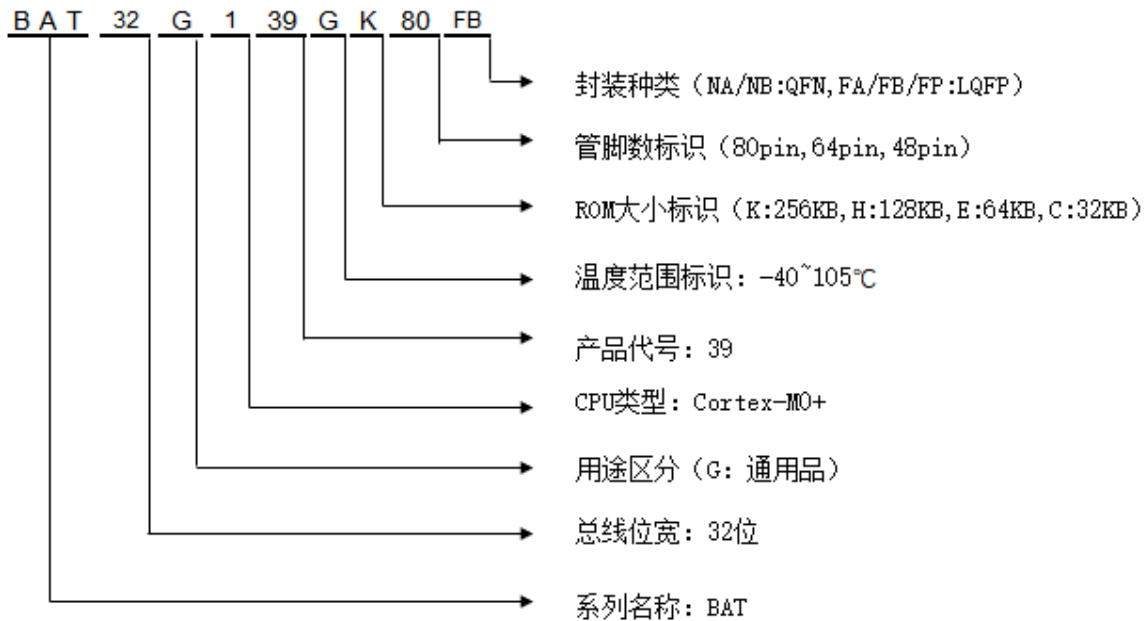 BAT 32 G 1 39 G K 80 FB
封装种类（NA/NB:QFN,FA/FB/FP:LQFP）
管脚数标识（80pin,64pin,48pin）
ROM大小标识（K:256KB,H:128KB,E:64KB,C:32KB）
温度范围标识：-40~105℃
产品代号：39
CPU类型：Cortex-M0+
用途区分（G：通用品）
总线位宽：32位
系列名称：BAT